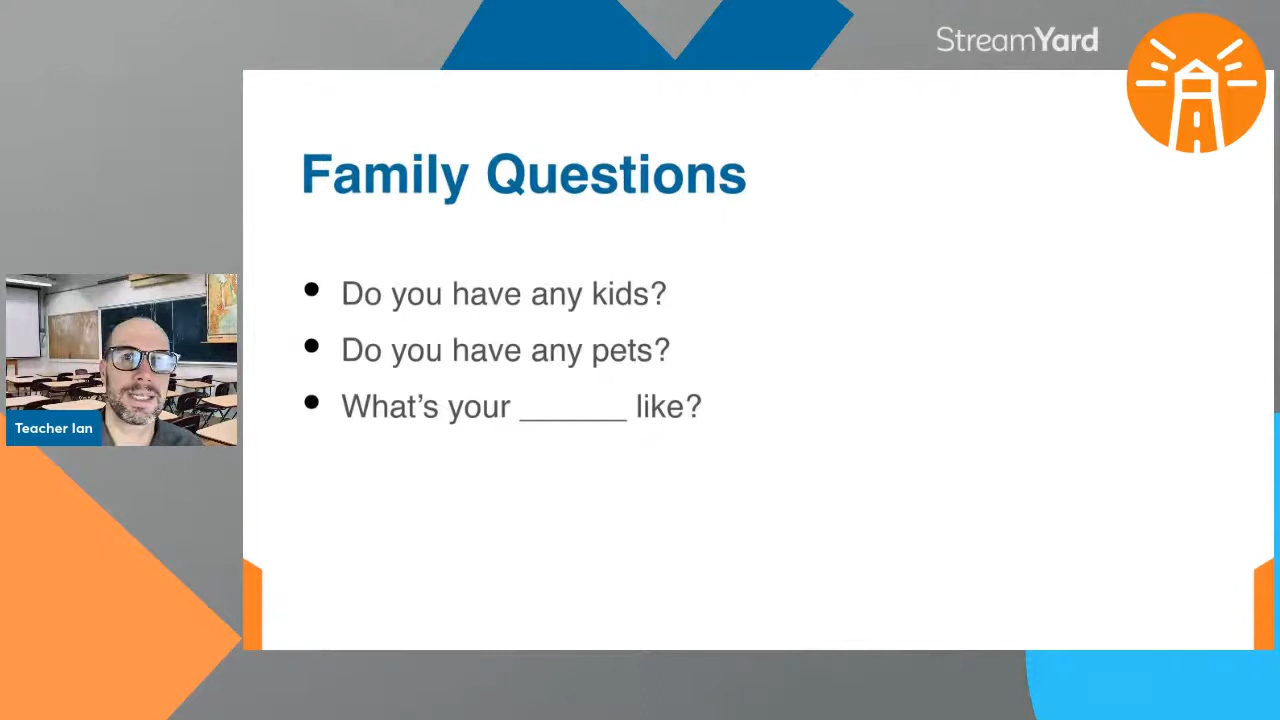 StreamYard
Family Questions
Do you have any kids?
Do you have any pets?
What's your _______ like?
Teacher Ian